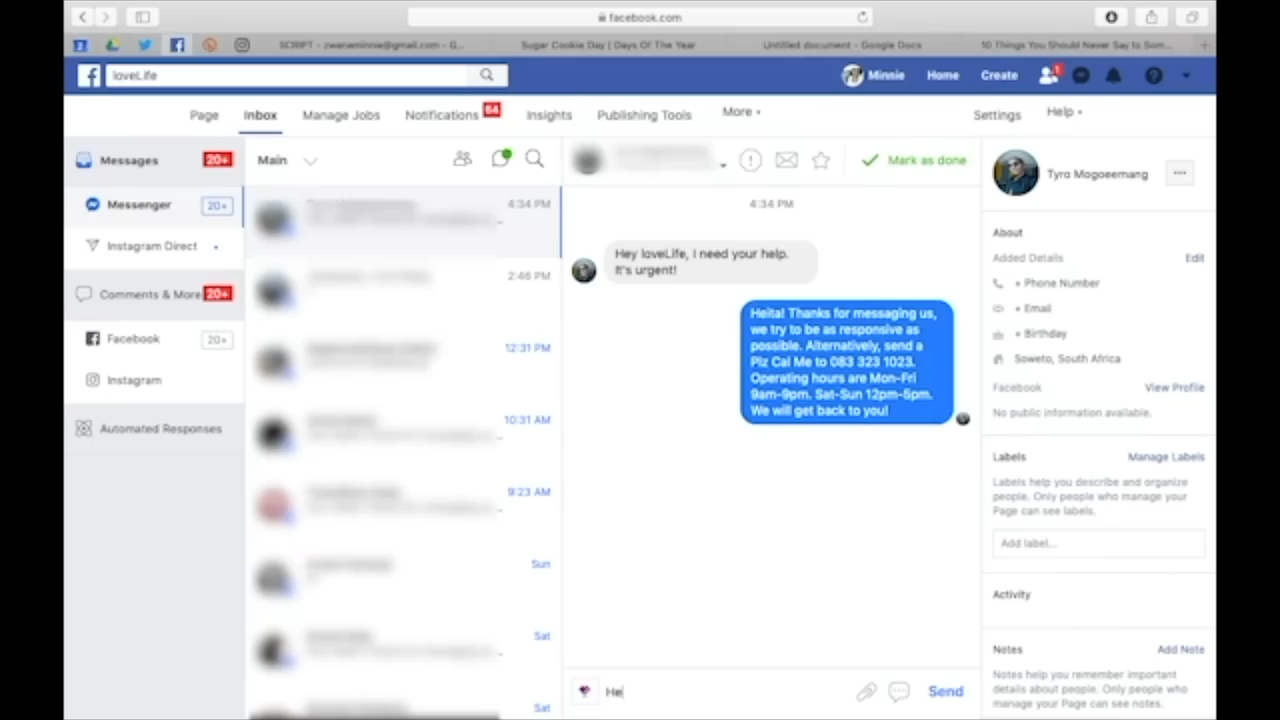 facebook.com
SCRIPT - zwaneminnie@gmail.com - G...
Sugar Cookie Day | Days Of The Year
Untitled document - Google Docs
10 Things You Should Never Say to Som...
loveLife
Minnie
Home
Create
1
Page
Inbox
Manage Jobs
Notifications
64
Insights
Publishing Tools
More
Settings
Help
Messages
20+
Messenger
20+
Instagram Direct
Comments & More
20+
Facebook
20+
Instagram
Automated Responses
Main
4:34 PM
2:46 PM
12:31 PM
10:31 AM
9:23 AM
Sun
Sat
Sat
Mark as done
4:34 PM
Hey loveLife, I need your help.
It's urgent!
Heita! Thanks for messaging us,
we try to be as responsive as
possible. Alternatively, send a
Plz Cal Me to 083 323 1023.
Operating hours are Mon-Fri
9am-9pm. Sat-Sun 12pm-5pm.
We will get back to you!
He
Send
Tyro Mogoeemang
About
Added Details
Edit
+ Phone Number
+ Email
+ Birthday
Soweto, South Africa
Facebook
View Profile
No public information available.
Labels
Manage Labels
Labels help you describe and organize
people. Only people who manage your
Page can see labels.
Add label...
Activity
Notes
Add Note
Notes help you remember important
details about people. Only people who
manage your Page can see notes.